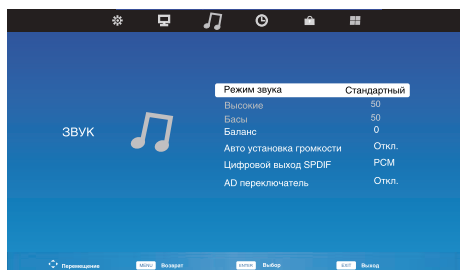 ЗВУК
Режим звука Стандартный
Высокие 50
Басы 50
Баланс 0
Авто установка громкости Откл.
Цифровой выход SPDIF PCM
AD переключатель Откл.
Перемещение MENU Возврат ENTER Выбор EXIT Выход